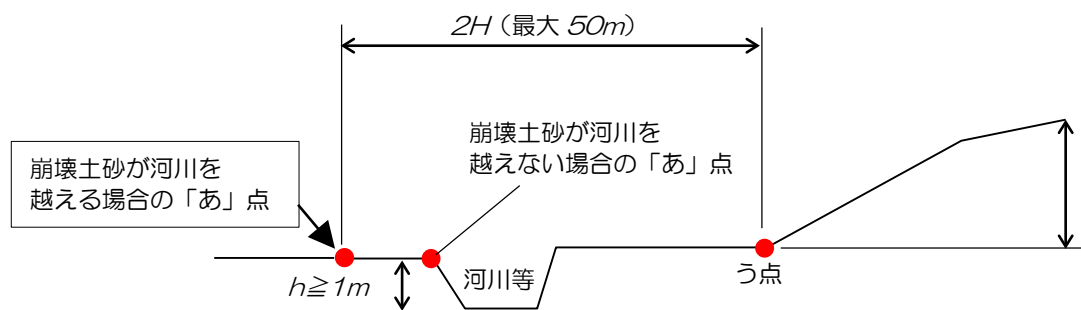 2H（最大 50m）
崩壊土砂が河川を
越えない場合の「あ」点
崩壊土砂が河川を
越える場合の「あ」点
h≧1m
河川等
う点